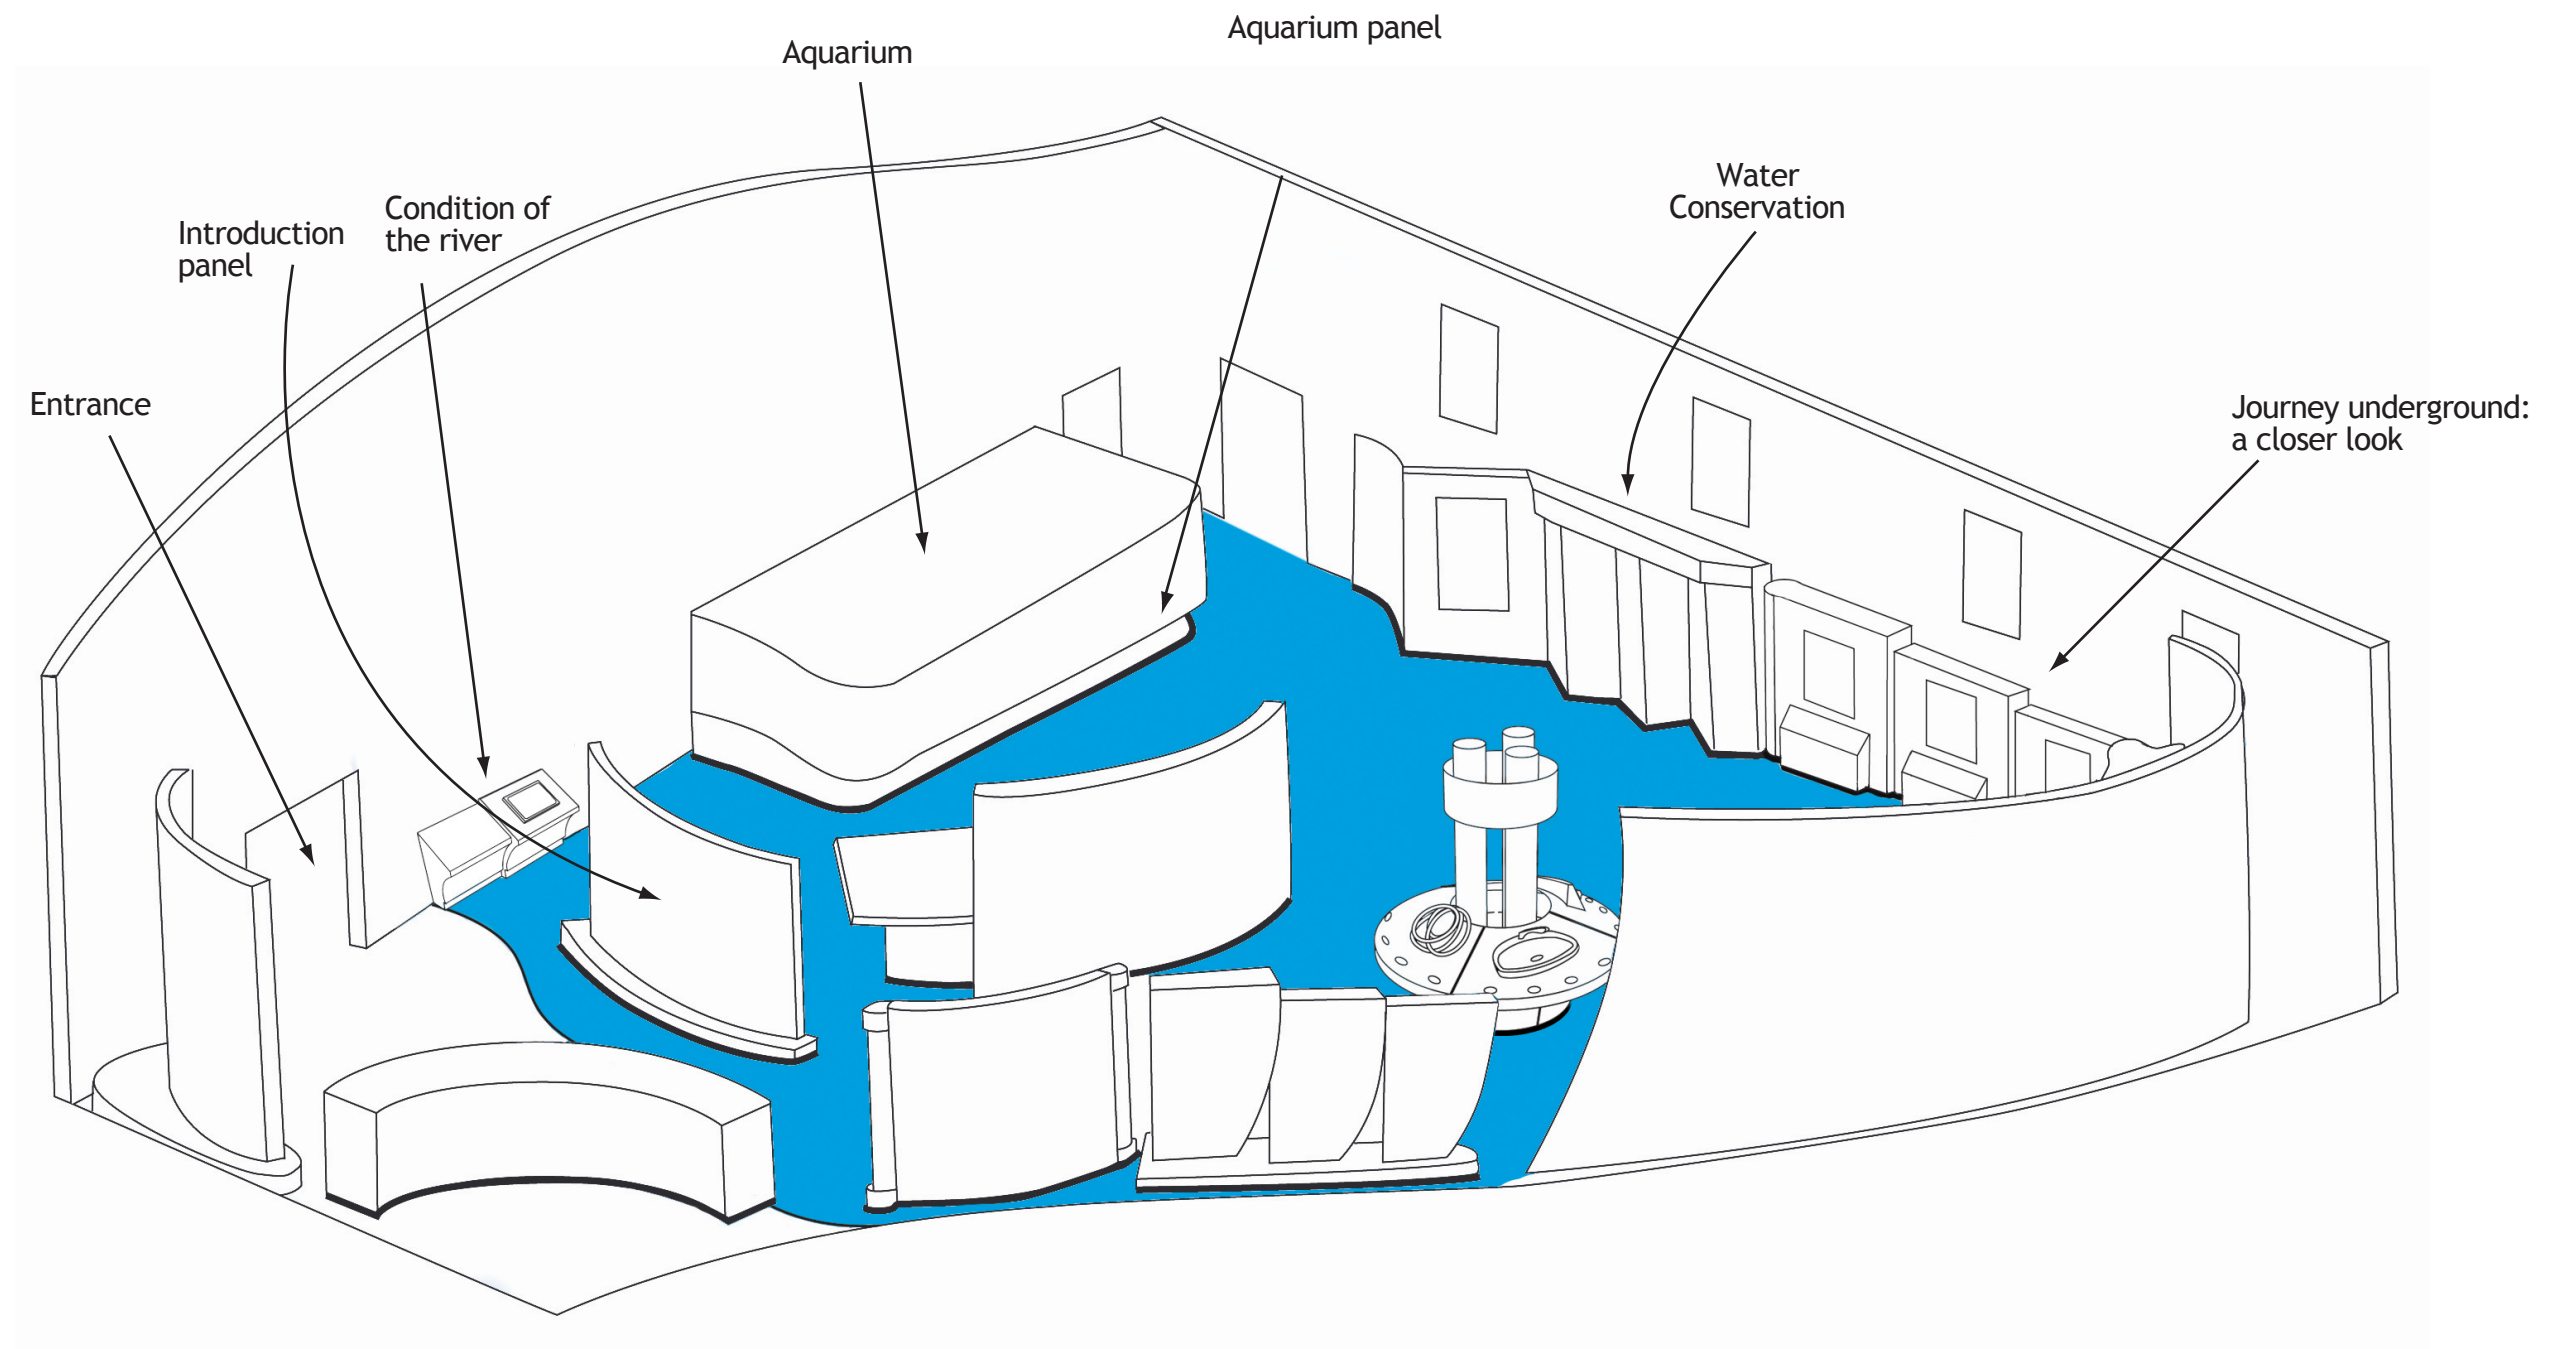 Aquarium panel
Aquarium
Water
Conservation
Condition of
the river
Introduction
panel
Entrance
Journey underground:
a closer look